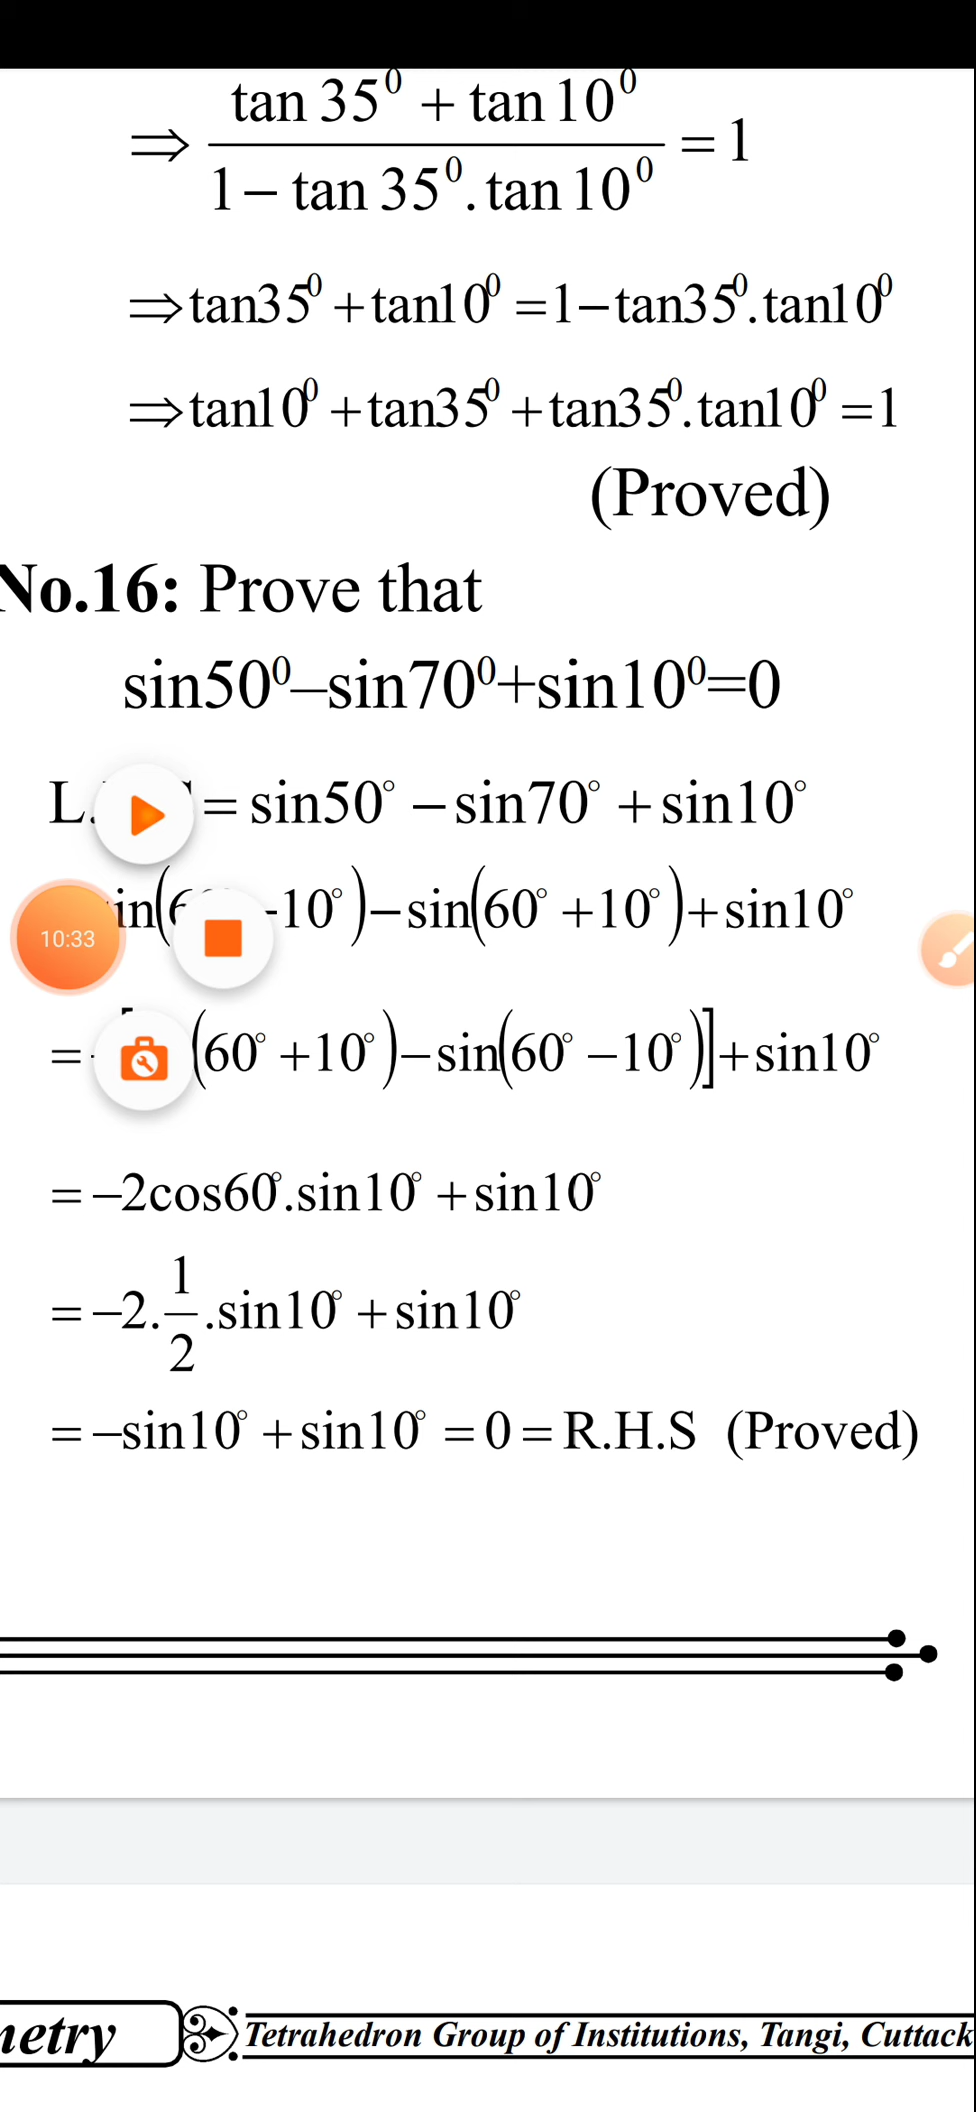 ⇒ (tan 35⁰ + tan 10⁰)/(1 – tan 35⁰.tan 10⁰) = 1
⇒tan35⁰ +tan10⁰ =1–tan35⁰.tan10⁰
⇒tan10⁰ +tan35⁰ +tan35⁰.tan10⁰ =1
(Proved)
No.16: Prove that
sin50⁰–sin70⁰+sin10⁰=0
L. = sin50° – sin70° + sin10°
10°)–sin(60° +10°)+sin10°
= (60° +10°)–sin(60° –10°)]+sin10°
= –2cos60°.sin10° +sin10°
= –2.1/2.sin10° +sin10°
= –sin10° +sin10° = 0 = R.H.S (Proved)
10:33
Tetrahedron Group of Institutions, Tangi, Cuttack